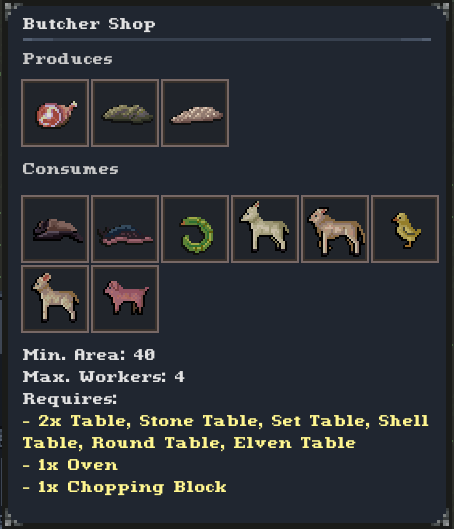 Butcher Shop
Produces
Consumes
Min. Area: 40
Max. Workers: 4
Requires:
- 2x Table, Stone Table, Set Table, Shell
Table, Round Table, Elven Table
- 1x Oven
- 1x Chopping Block